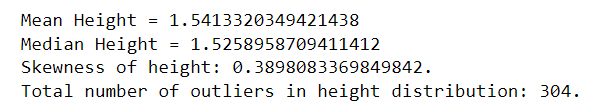 Mean Height = 1.5413320349421438
Median Height = 1.5258958709411412
Skewness of height: 0.3898083369849842.
Total number of outliers in height distribution: 304.